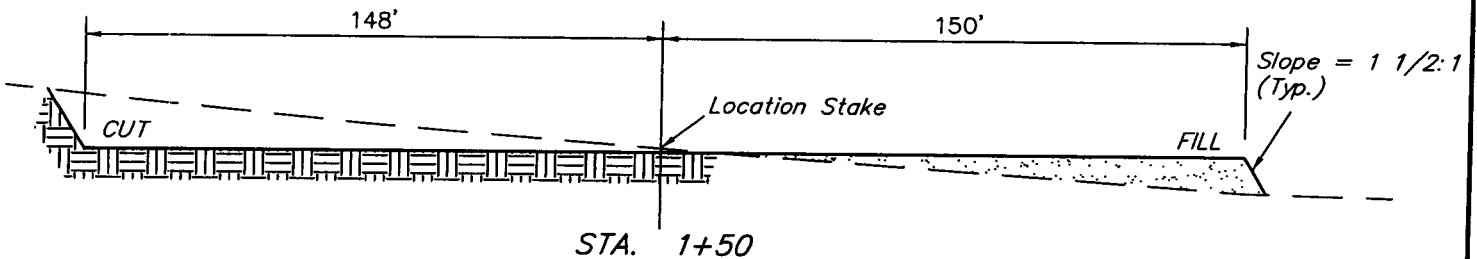 148'
150'
Slope = 1 1/2:1
(Typ.)
Location Stake
CUT
FILL
STA. 1+50